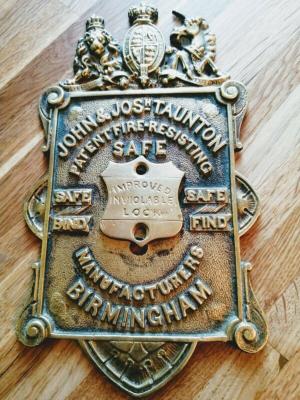 JOHN & JOSH TAUNTON
PATENT FIRE-RESISTING
SAFE
IMPROVED
INVIOLABLE
LOCK
SAFE
BIND
SAFE
FIND
MANUFACTURERS
BIRMINGHAM